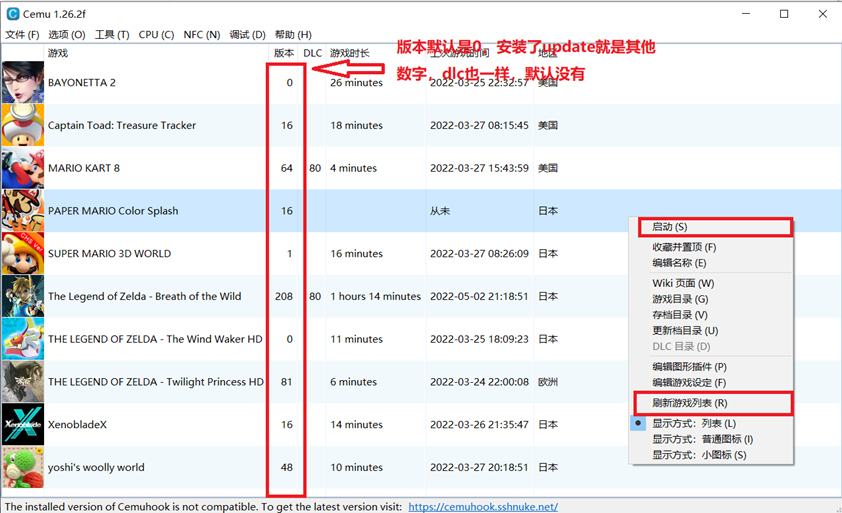 Cemu 1.26.2f
文件 (F) 选项 (O) 工具 (T) CPU (C) NFC (N) 调试 (D) 帮助 (H)
版本默认是0，安装了update就是其他
数字，dlc也一样，默认没有
游戏 版本 DLC 游戏时长 上次游戏时间 地区
BAYONETTA 2 0 26 minutes 2022-03-25 22:32:57 美国
Captain Toad: Treasure Tracker 16 18 minutes 2022-03-27 08:15:45 美国
MARIO KART 8 64 80 4 minutes 2022-03-27 15:43:59 美国
PAPER MARIO Color Splash 16 从未 日本
CHS Ver
SUPER MARIO 3D WORLD 1 16 minutes 2022-03-27 08:26:09 日本
The Legend of Zelda - Breath of the Wild 208 80 1 hours 14 minutes 2022-05-02 21:18:51 日本
THE LEGEND OF ZELDA - The Wind Waker HD 0 11 minutes 2022-03-25 18:09:23 日本
THE LEGEND OF ZELDA - Twilight Princess HD 81 6 minutes 2022-03-24 22:00:08 欧洲
Xenoblade
XenobladeX 16 14 minutes 2022-03-26 21:35:47 日本
yoshi's woolly world 48 10 minutes 2022-03-27 20:18:51 日本
启动 (S)
收藏并置顶 (F)
编辑名称 (E)
Wiki 页面 (W)
游戏目录 (G)
存档目录 (V)
更新档目录 (U)
DLC 目录 (D)
编辑图形插件 (P)
编辑游戏设定 (F)
刷新游戏列表 (R)
显示方式：列表 (L)
显示方式：普通图标 (I)
显示方式：小图标 (S)
The installed version of Cemuhook is not compatible. To get the latest version visit: https://cemuhook.sshnuke.net/